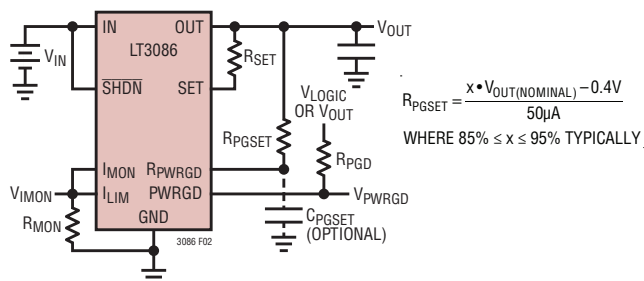 IN
OUT
V_OUT
LT3086
V_IN
R_SET
SHDN
SET
V_LOGIC
OR V_OUT
R_PGSET
R_PGSET = x•V_OUT(NOMINAL) – 0.4V
50µA
WHERE 85% ≤ x ≤ 95% TYPICALLY
R_PGD
I_MON
R_PWRGD
V_IMON
I_LIM
PWRGD
V_PWRGD
R_MON
GND
C_PGSET
(OPTIONAL)
3086 F02